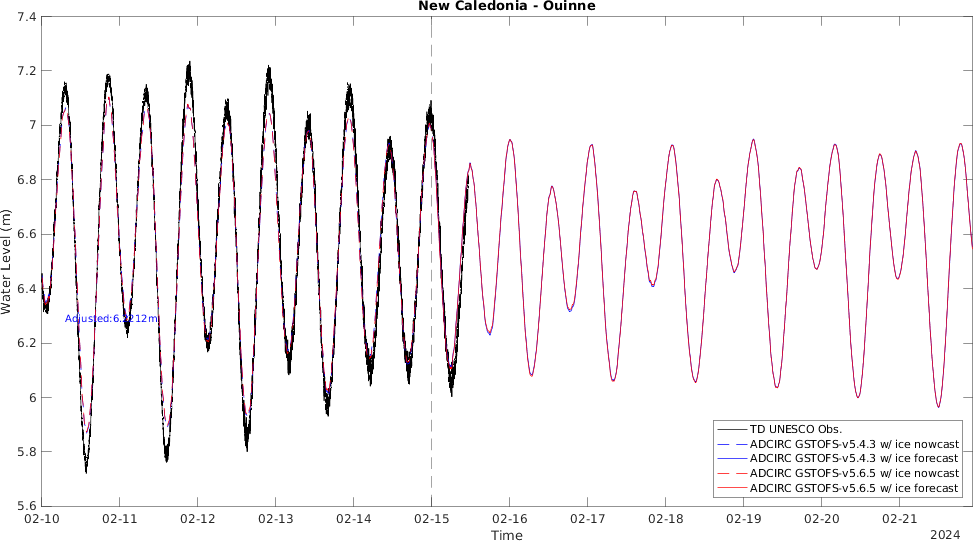 New Caledonia - Ouinne
7.4
7.2
7
6.8
6.6
6.4
6.2
6
5.8
5.6
Water Level (m)
02-10
02-11
02-12
02-13
02-14
02-15
02-16
02-17
02-18
02-19
02-20
02-21
Time
2024
TD UNESCO Obs.
ADCIRC GSTOFS-v5.4.3 w/ ice nowcast
ADCIRC GSTOFS-v5.4.3 w/ ice forecast
ADCIRC GSTOFS-v5.6.5 w/ ice nowcast
ADCIRC GSTOFS-v5.6.5 w/ ice forecast